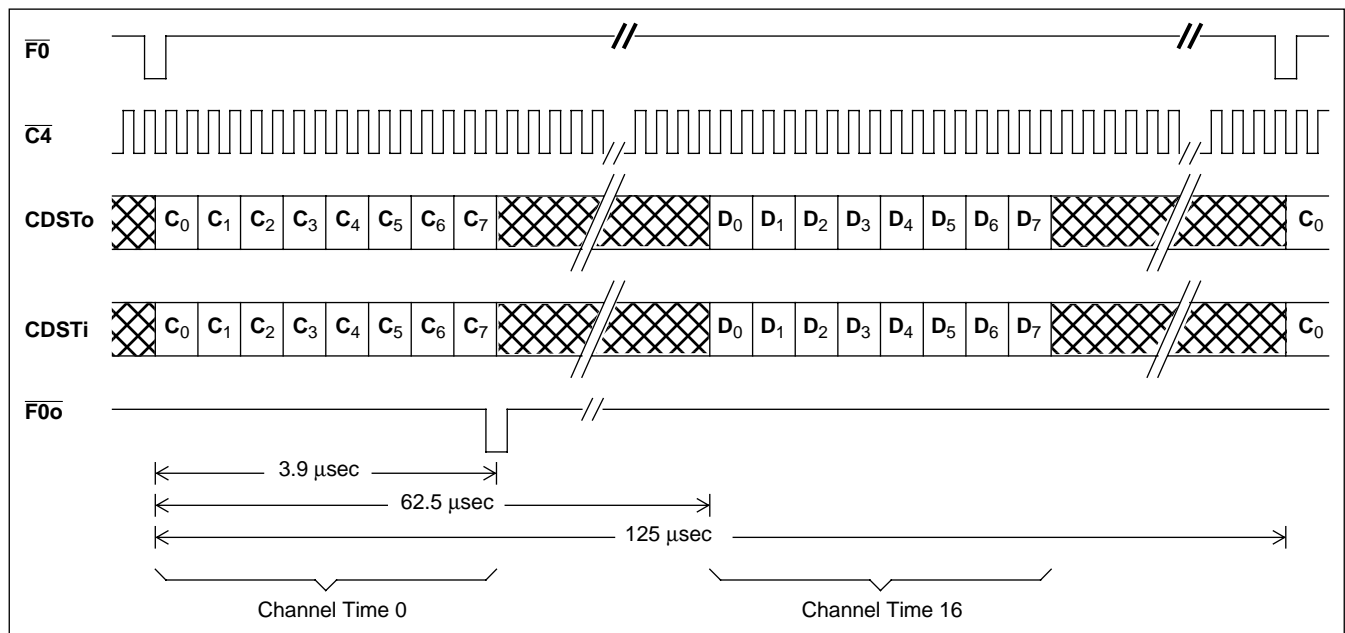 F0
C4
CDSTo C0 C1 C2 C3 C4 C5 C6 C7 D0 D1 D2 D3 D4 D5 D6 D7 C0
CDSTi C0 C1 C2 C3 C4 C5 C6 C7 D0 D1 D2 D3 D4 D5 D6 D7 C0
F0o
3.9 µsec
62.5 µsec
125 µsec
Channel Time 0 Channel Time 16